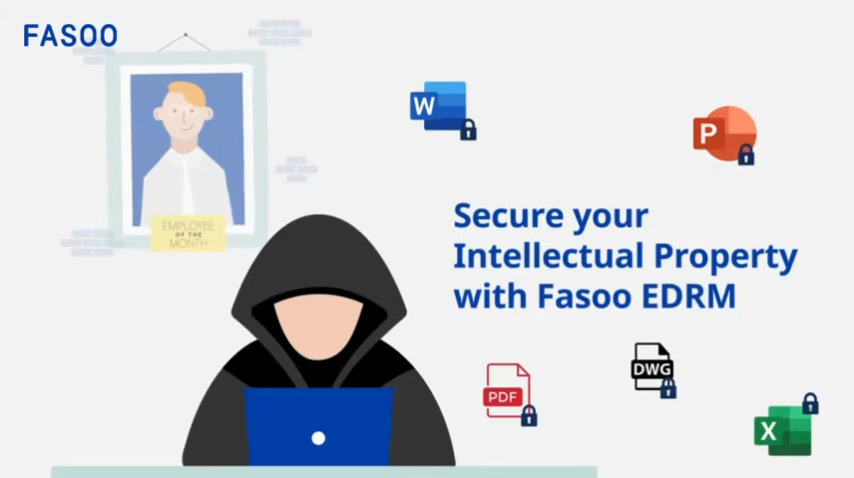 FASOO
EMPLOYEE
OF THE
MONTH
W
P
Secure your
Intellectual Property
with Fasoo EDRM
PDF
DWG
X